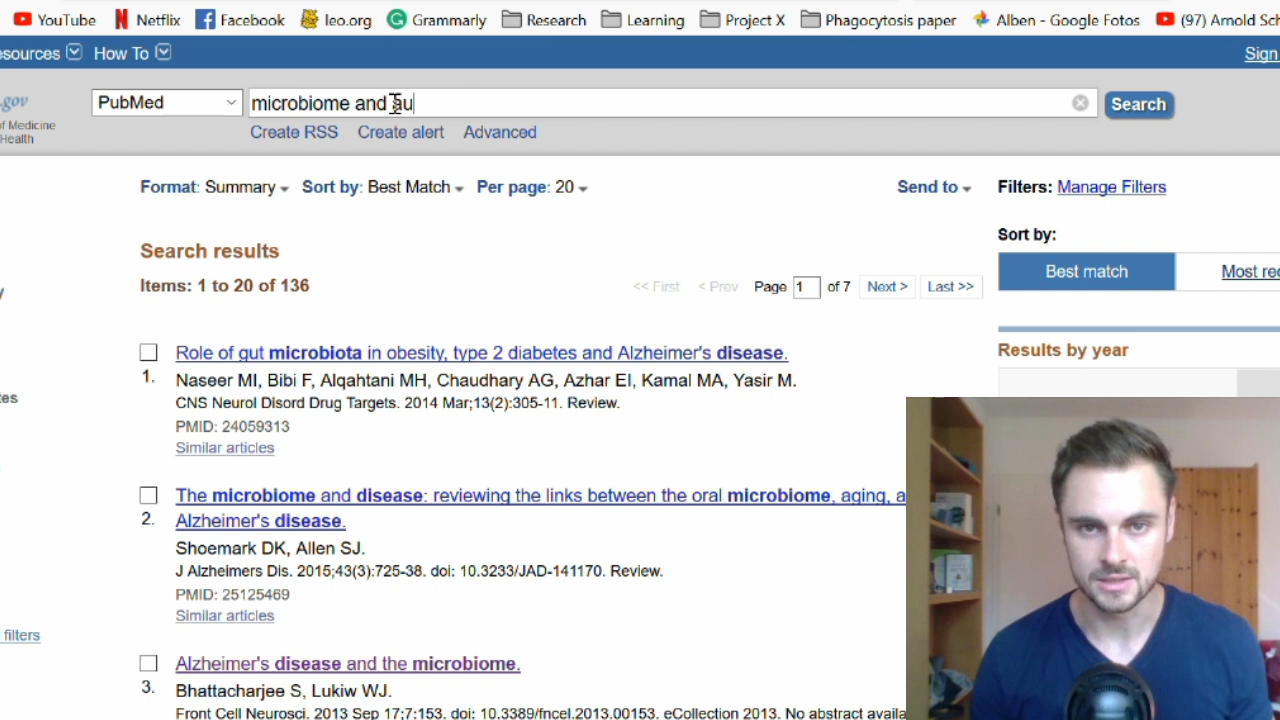 YouTube Netflix Facebook leo.org Grammarly Research Learning Project X Phagocytosis paper Alben - Google Fotos (97) Arnold Sch
esources How To Sign
.gov PubMed microbiome and au Search
of Medicine
Health
Create RSS Create alert Advanced
Format: Summary Sort by: Best Match Per page: 20 Send to Filters: Manage Filters
Sort by:
Search results
Best match Most rec
Items: 1 to 20 of 136 << First < Prev Page 1 of 7 Next > Last >>
Results by year
Role of gut microbiota in obesity, type 2 diabetes and Alzheimer's disease.
1. Naseer MI, Bibi F, Alqahtani MH, Chaudhary AG, Azhar EI, Kamal MA, Yasir M.
CNS Neurol Disord Drug Targets. 2014 Mar;13(2):305-11. Review.
PMID: 24059313
Similar articles
The microbiome and disease: reviewing the links between the oral microbiome, aging, a
2. Alzheimer's disease.
Shoemark DK, Allen SJ.
J Alzheimers Dis. 2015;43(3):725-38. doi: 10.3233/JAD-141170. Review.
PMID: 25125469
Similar articles
filters
Alzheimer's disease and the microbiome.
3. Bhattacharjee S, Lukiw WJ.
Front Cell Neurosci. 2013 Sep 17;7:153. doi: 10.3389/fncel.2013.00153. eCollection 2013. No abstract availa